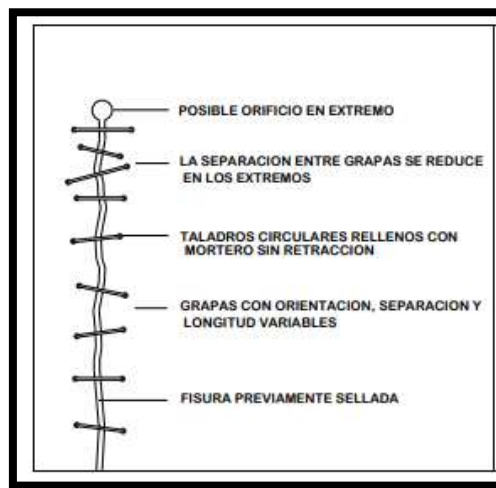 POSIBLE ORIFICIO EN EXTREMO
LA SEPARACION ENTRE GRAPAS SE REDUCE
EN LOS EXTREMOS
TALADROS CIRCULARES RELLENOS CON
MORTERO SIN RETRACCION
GRAPAS CON ORIENTACION, SEPARACION Y
LONGITUD VARIABLES
FISURA PREVIAMENTE SELLADA